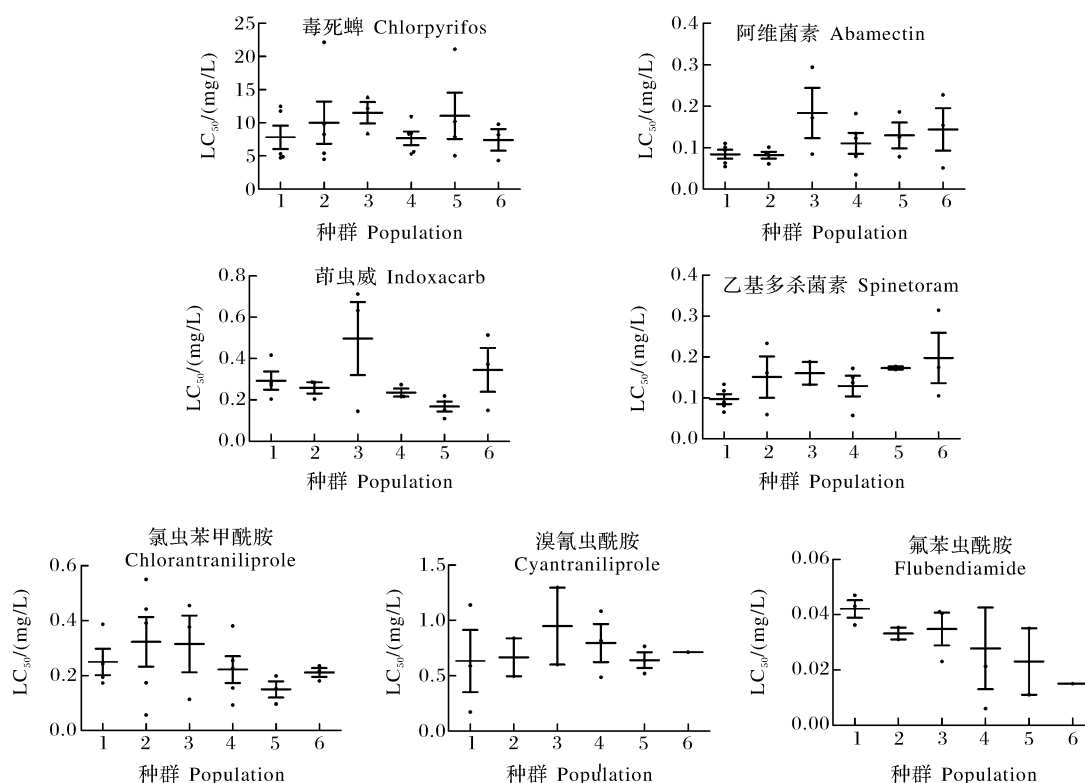 毒死蜱 Chlorpyrifos
LC₅₀/(mg/L)
25
20
15
10
5
0
1 2 3 4 5 6
种群 Population
阿维菌素 Abamectin
LC₅₀/(mg/L)
0.4
0.3
0.2
0.1
0.0
1 2 3 4 5 6
种群 Population
茚虫威 Indoxacarb
LC₅₀/(mg/L)
0.8
0.6
0.4
0.2
0.0
1 2 3 4 5 6
种群 Population
乙基多杀菌素 Spinetoram
LC₅₀/(mg/L)
0.4
0.3
0.2
0.1
0.0
1 2 3 4 5 6
种群 Population
氯虫苯甲酰胺
Chlorantraniliprole
LC₅₀/(mg/L)
0.6
0.4
0.2
0.0
1 2 3 4 5 6
种群 Population
溴氰虫酰胺
Cyantraniliprole
LC₅₀/(mg/L)
1.5
1.0
0.5
0.0
1 2 3 4 5 6
种群 Population
氟苯虫酰胺
Flubendiamide
LC₅₀/(mg/L)
0.06
0.04
0.02
0.00
1 2 3 4 5 6
种群 Population